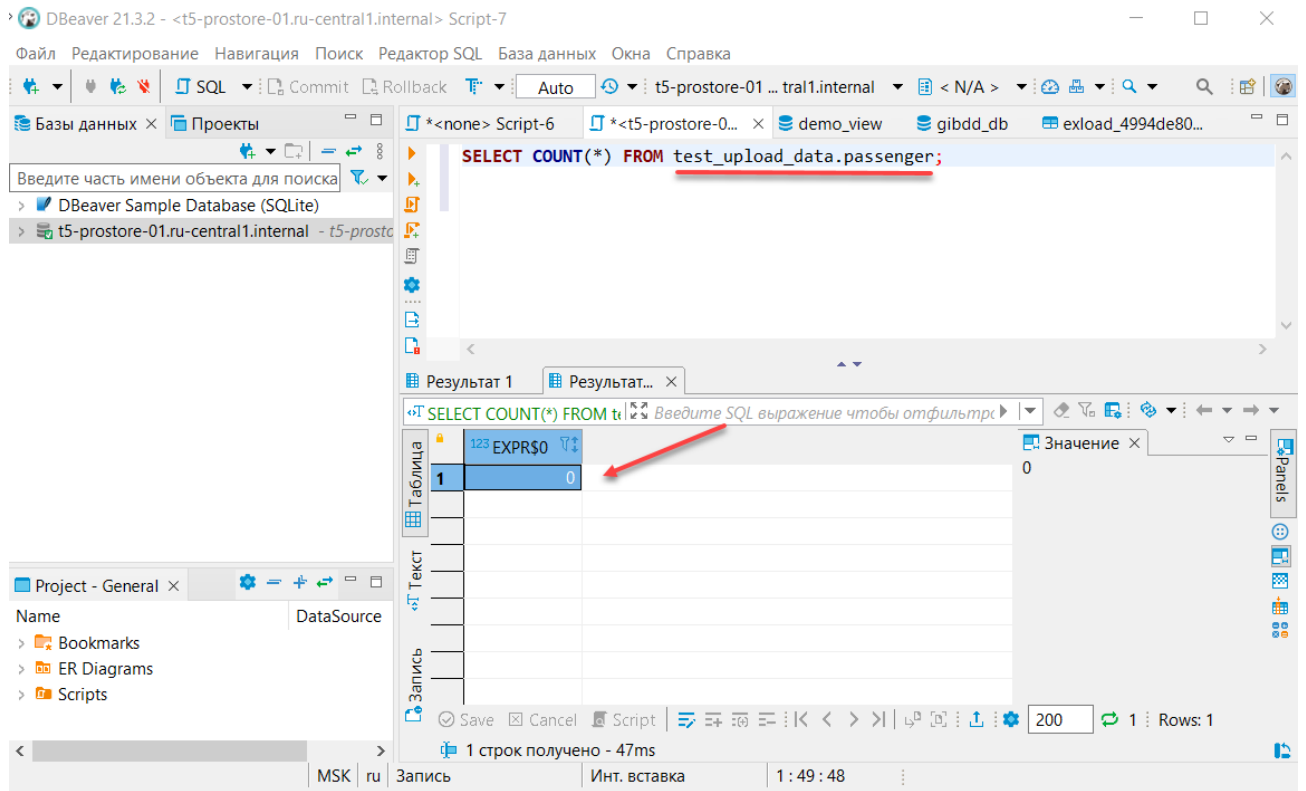 DBeaver 21.3.2 - <t5-prostore-01.ru-central1.internal> Script-7
Файл Редактирование Навигация Поиск Редактор SQL База данных Окна Справка
SQL Commit Rollback Auto t5-prostore-01 ... tral1.internal < N/A >
Базы данных Проекты
*<none> Script-6 *<t5-prostore-0... demo_view gibdd_db exload_4994de80...
SELECT COUNT(*) FROM test_upload_data.passenger;
Введите часть имени объекта для поиска
DBeaver Sample Database (SQLite)
t5-prostore-01.ru-central1.internal - t5-prosto
Результат 1 Результат...
SELECT COUNT(*) FROM te Введите SQL выражение чтобы отфильтро
Таблица
123 EXPR$0
Значение
1 0
0
Panels
Текст
Запись
Project - General
Name DataSource
Bookmarks
ER Diagrams
Scripts
Save Cancel Script 200 1 Rows: 1
1 строк получено - 47ms
MSK ru Запись Инт. вставка 1 : 49 : 48